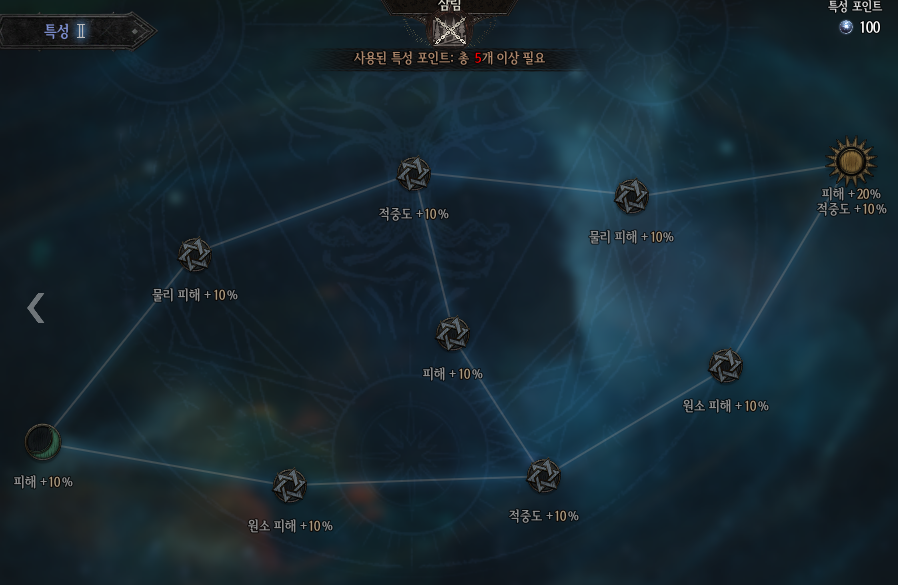 삼림
특성 포인트
특성 Ⅱ
100
사용된 특성 포인트: 총 5개 이상 필요
피해 +20%
적중도 +10%
적중도 +10%
물리 피해 +10%
물리 피해 +10%
피해 +10%
원소 피해 +10%
피해 +10%
적중도 +10%
원소 피해 +10%